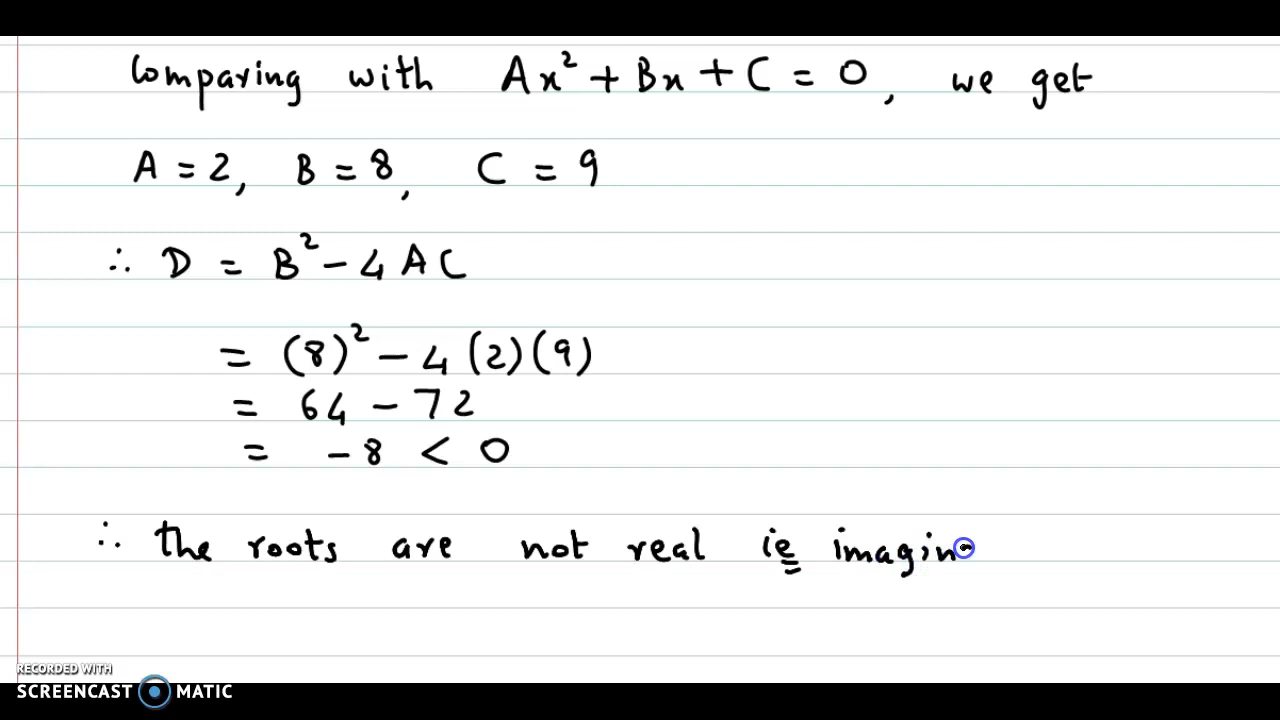 Comparing with Ax² + Bx + C = 0, we get
A = 2, B = 8, C = 9
∴ D = B² - 4AC
= (8)² - 4(2)(9)
= 64 - 72
= -8 < 0
∴ the roots are not real ie imagin
RECORDED WITH
SCREENCAST MATIC